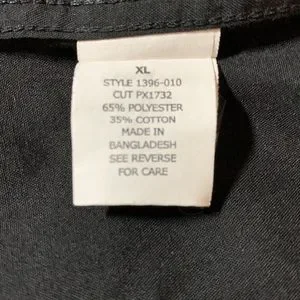 XL
STYLE 1396-010
CUT PX1732
65% POLYESTER
35% COTTON
MADE IN
BANGLADESH
SEE REVERSE
FOR CARE